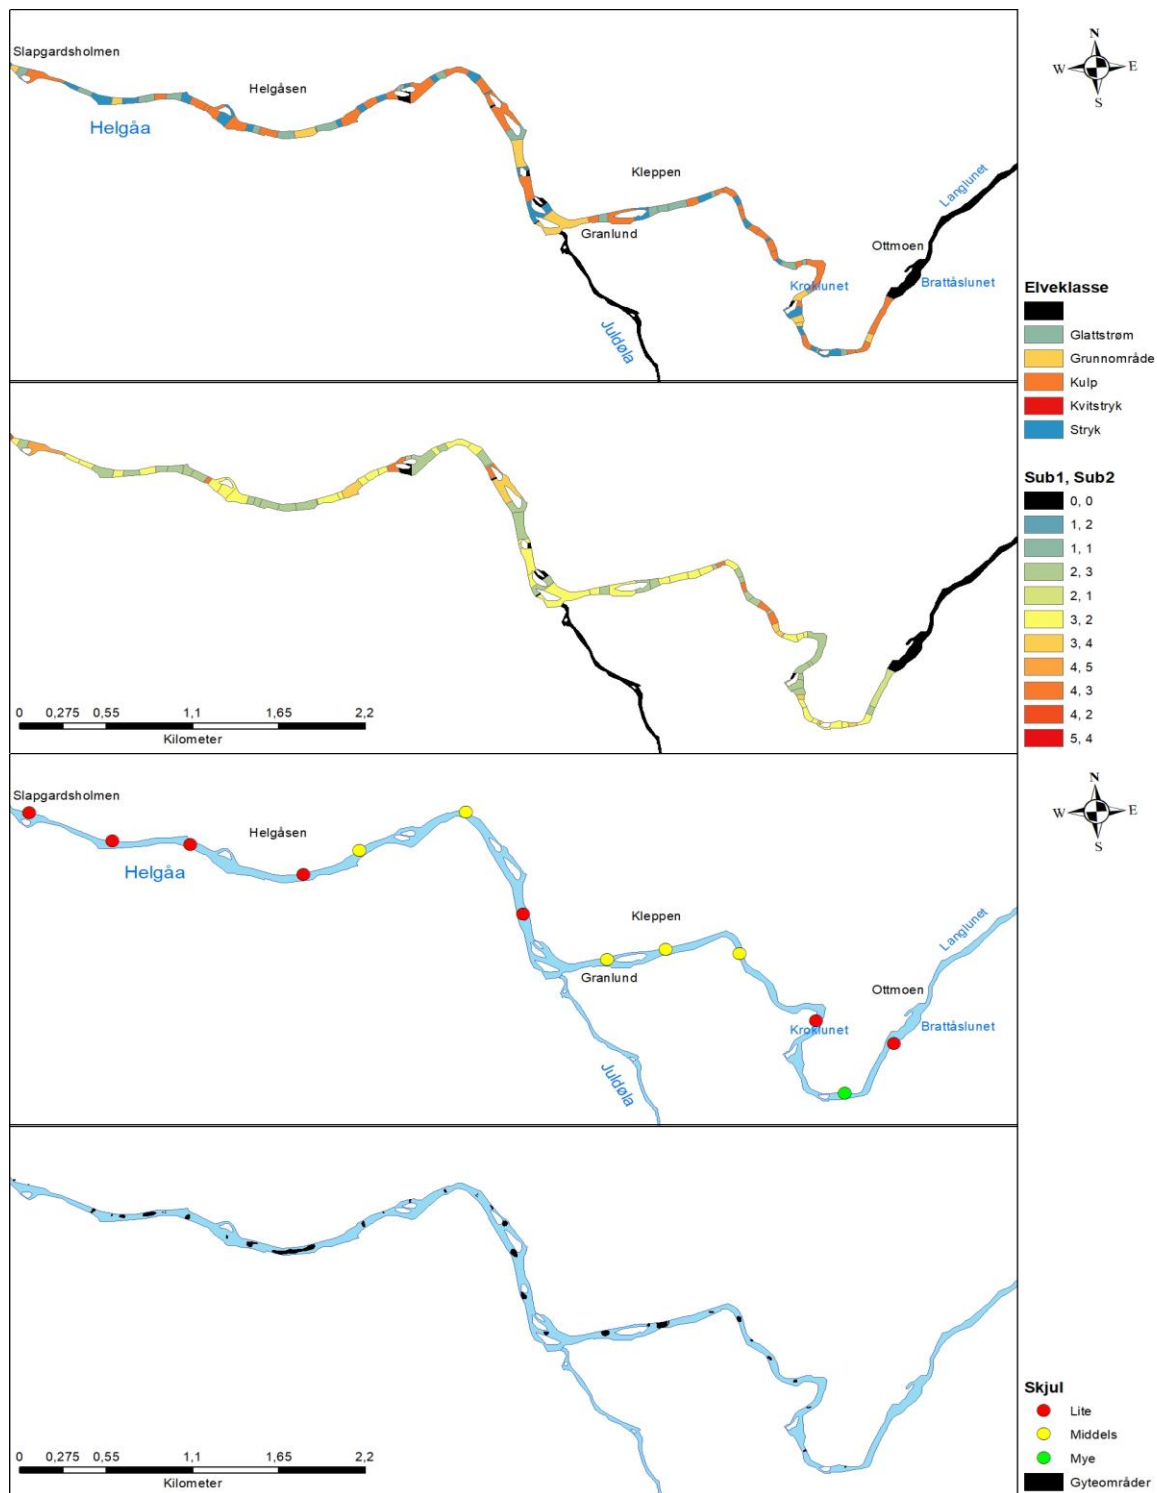 Slapgardsholmen
Helgåsen
Helgåa
Kleppen
Granlund
Juldøla
Langlunet
Ottmoen
Kroklunet
Brattåslunet
N
W
E
S
Elveklasse
Glattstrøm
Grunnområde
Kulp
Kvitstryk
Stryk
0 0,275 0,55 1,1 1,65 2,2
Kilometer
Sub1, Sub2
0, 0
1, 2
1, 1
2, 3
2, 1
3, 2
3, 4
4, 5
4, 3
4, 2
5, 4
Slapgardsholmen
Helgåsen
Helgåa
Kleppen
Granlund
Juldøla
Langlunet
Ottmoen
Kroklunet
Brattåslunet
N
W
E
S
0 0,275 0,55 1,1 1,65 2,2
Kilometer
Skjul
Lite
Middels
Mye
Gyteområder